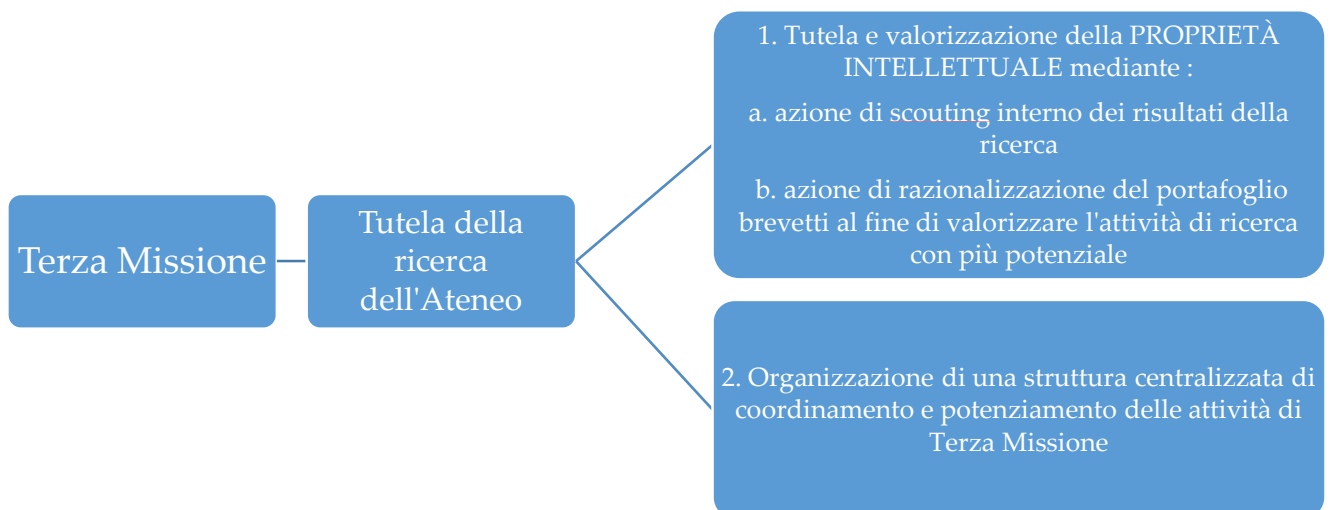 Terza Missione
Tutela della
ricerca
dell'Ateneo
1. Tutela e valorizzazione della PROPRIETÀ
INTELLETTUALE mediante :
a. azione di scouting interno dei risultati della
ricerca
b. azione di razionalizzazione del portafoglio
brevetti al fine di valorizzare l'attività di ricerca
con più potenziale
2. Organizzazione di una struttura centralizzata di
coordinamento e potenziamento delle attività di
Terza Missione